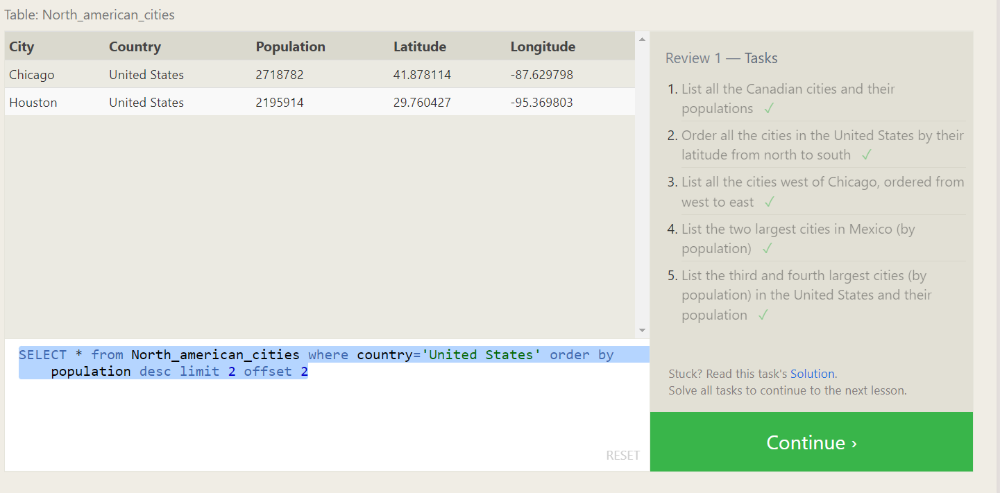 Table: North_american_cities
City Country Population Latitude Longitude
Chicago United States 2718782 41.878114 -87.629798
Houston United States 2195914 29.760427 -95.369803
SELECT * from North_american_cities where country='United States' order by
population desc limit 2 offset 2
RESET
Review 1 — Tasks
1. List all the Canadian cities and their
populations ✓
2. Order all the cities in the United States by their
latitude from north to south ✓
3. List all the cities west of Chicago, ordered from
west to east ✓
4. List the two largest cities in Mexico (by
population) ✓
5. List the third and fourth largest cities (by
population) in the United States and their
population ✓
Stuck? Read this task's Solution.
Solve all tasks to continue to the next lesson.
Continue ›